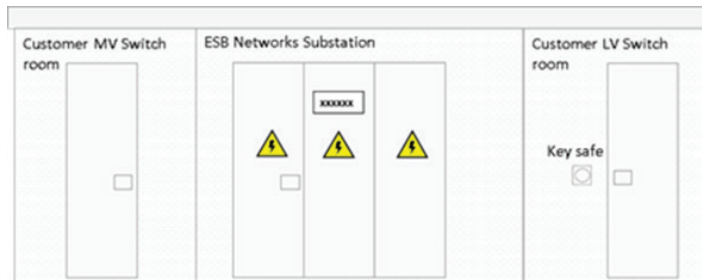 Customer MV Switch
room
ESB Networks Substation
xxxxxx
Customer LV Switch
room
Key safe